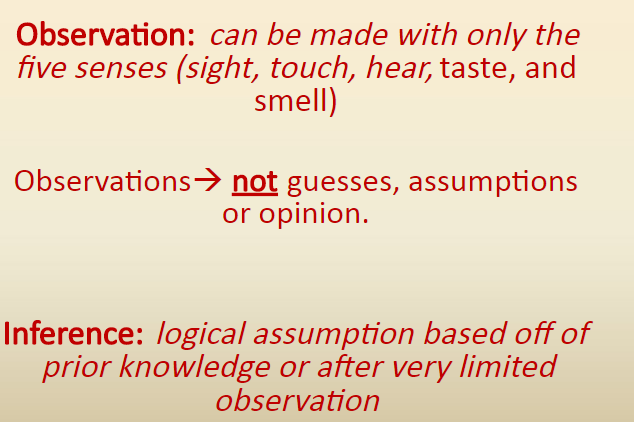 Observation: can be made with only the
five senses (sight, touch, hear, taste, and
smell)
Observations→ not guesses, assumptions
or opinion.
Inference: logical assumption based off of
prior knowledge or after very limited
observation